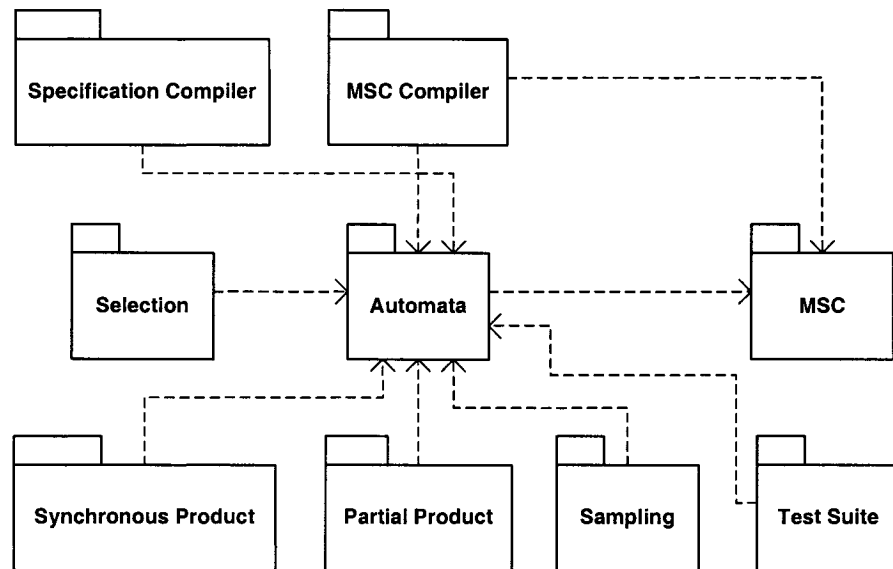 Specification Compiler
MSC Compiler
Selection
Automata
MSC
Synchronous Product
Partial Product
Sampling
Test Suite